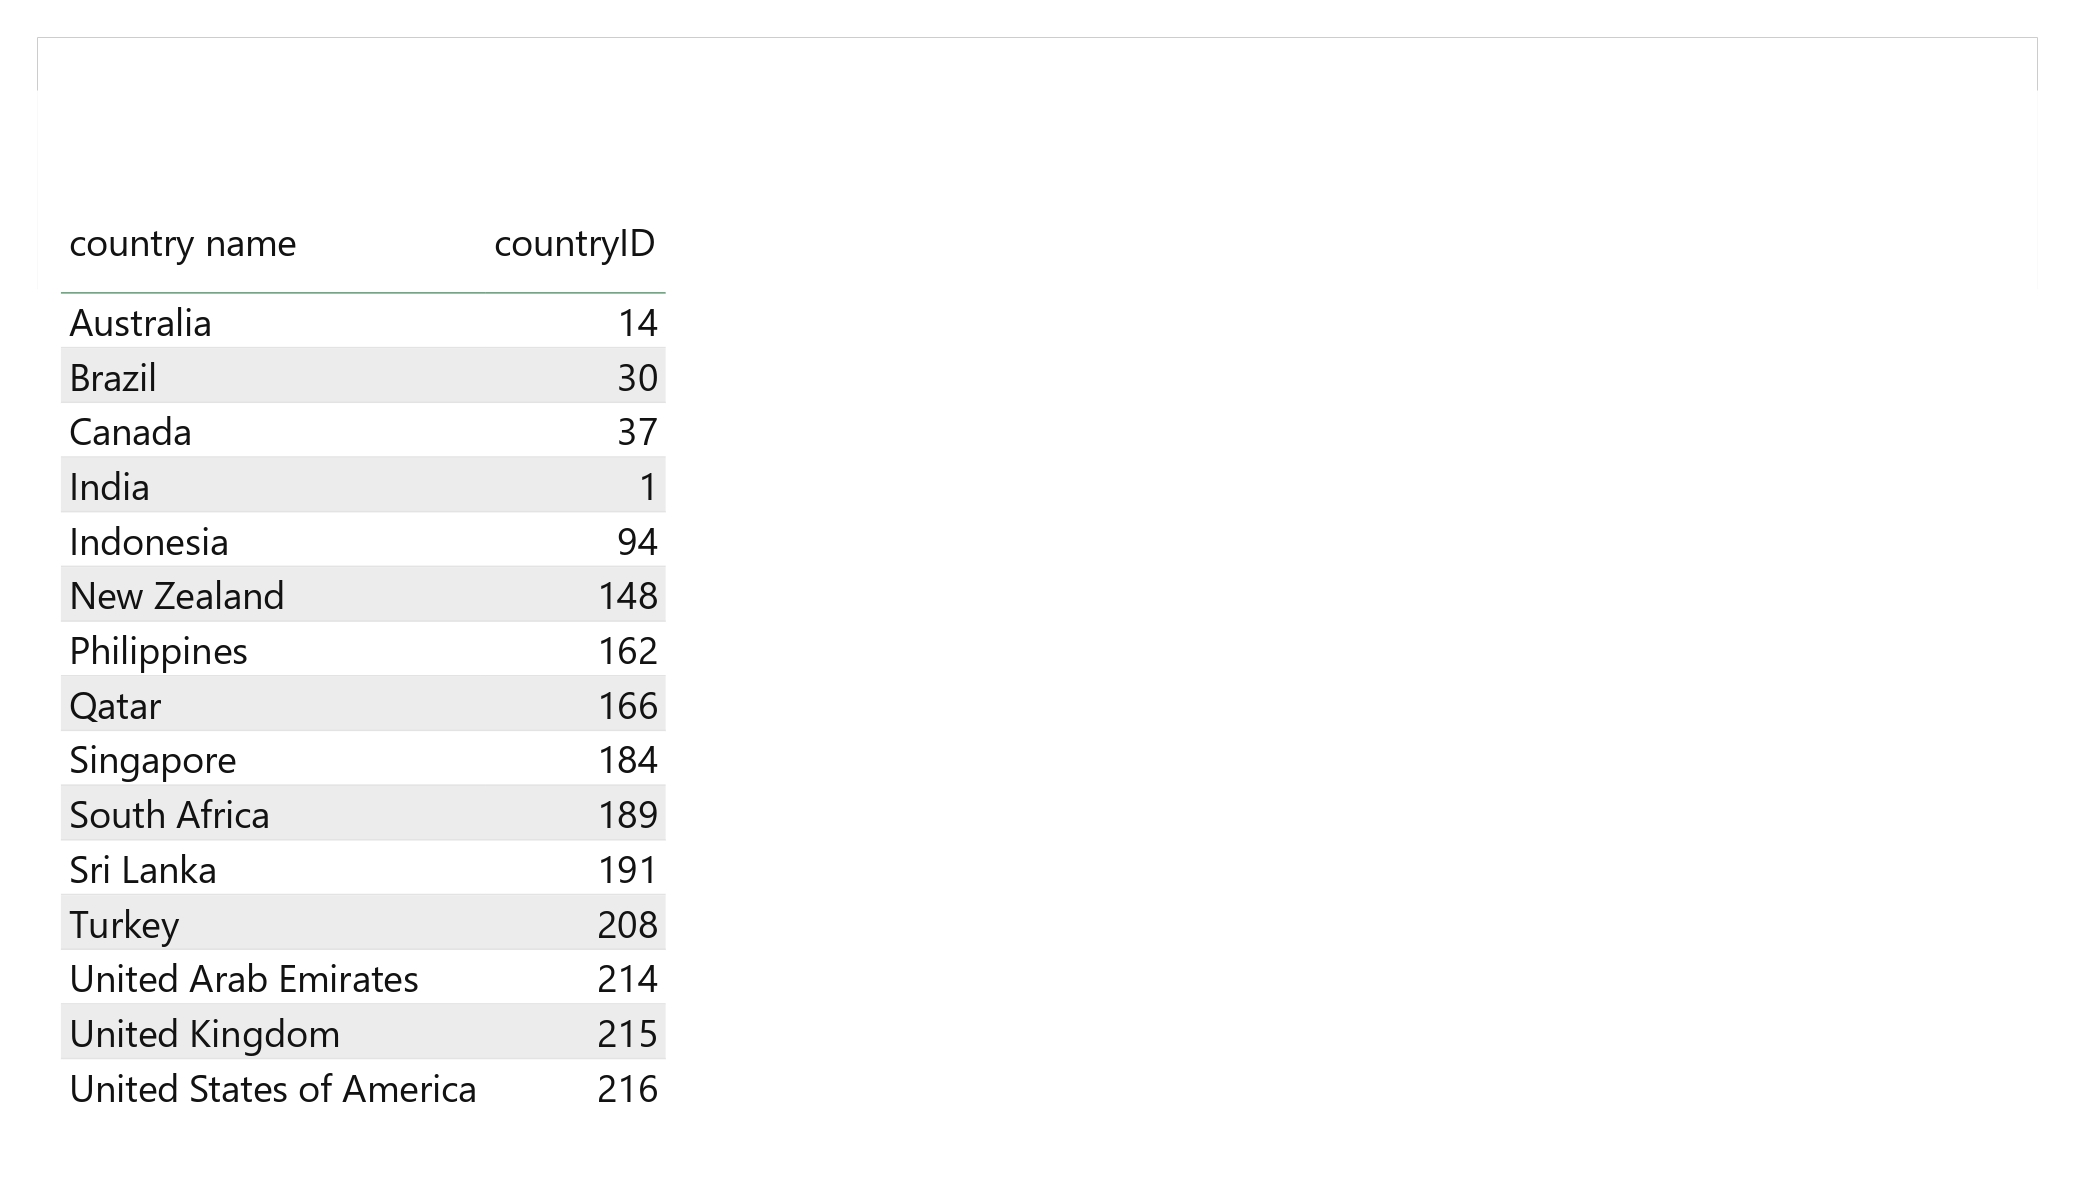 country name countryID
Australia 14
Brazil 30
Canada 37
India 1
Indonesia 94
New Zealand 148
Philippines 162
Qatar 166
Singapore 184
South Africa 189
Sri Lanka 191
Turkey 208
United Arab Emirates 214
United Kingdom 215
United States of America 216